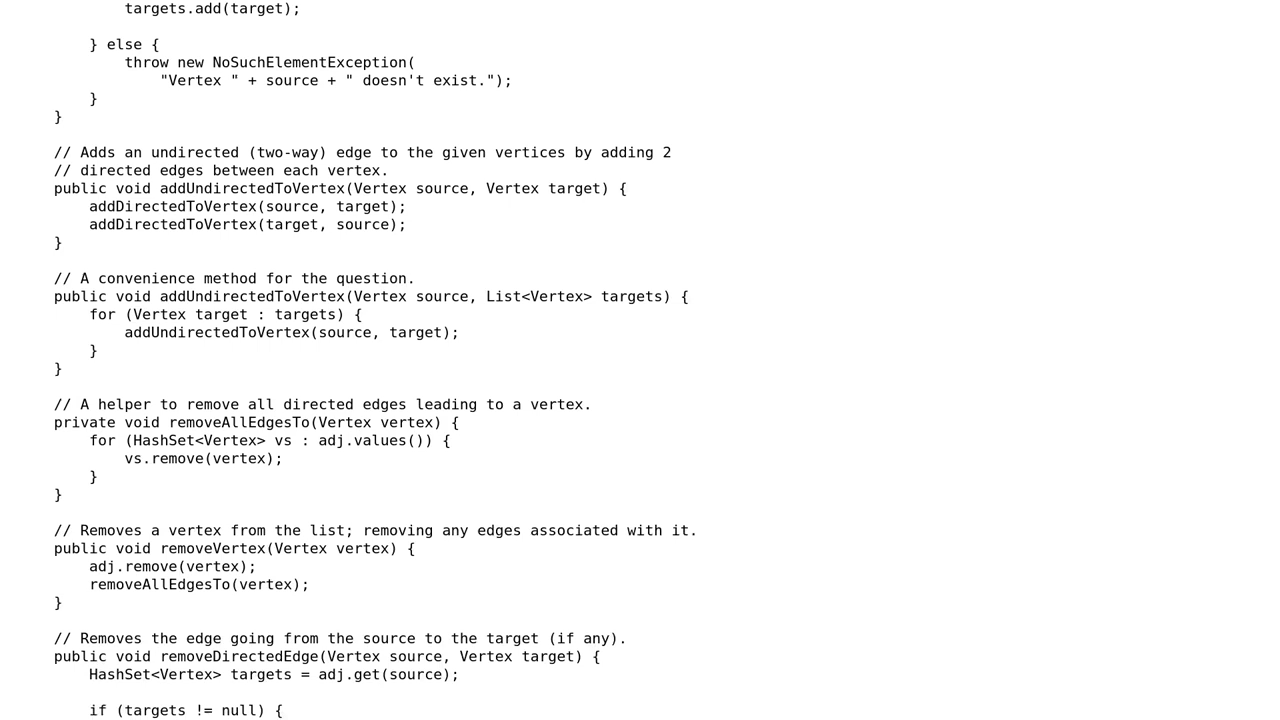 targets.add(target);
} else {
throw new NoSuchElementException(
"Vertex " + source + " doesn't exist.");
}
}
// Adds an undirected (two-way) edge to the given vertices by adding 2
// directed edges between each vertex.
public void addUndirectedToVertex(Vertex source, Vertex target) {
addDirectedToVertex(source, target);
addDirectedToVertex(target, source);
}
// A convenience method for the question.
public void addUndirectedToVertex(Vertex source, List<Vertex> targets) {
for (Vertex target : targets) {
addUndirectedToVertex(source, target);
}
}
// A helper to remove all directed edges leading to a vertex.
private void removeAllEdgesTo(Vertex vertex) {
for (HashSet<Vertex> vs : adj.values()) {
vs.remove(vertex);
}
}
// Removes a vertex from the list; removing any edges associated with it.
public void removeVertex(Vertex vertex) {
adj.remove(vertex);
removeAllEdgesTo(vertex);
}
// Removes the edge going from the source to the target (if any).
public void removeDirectedEdge(Vertex source, Vertex target) {
HashSet<Vertex> targets = adj.get(source);
if (targets != null) {